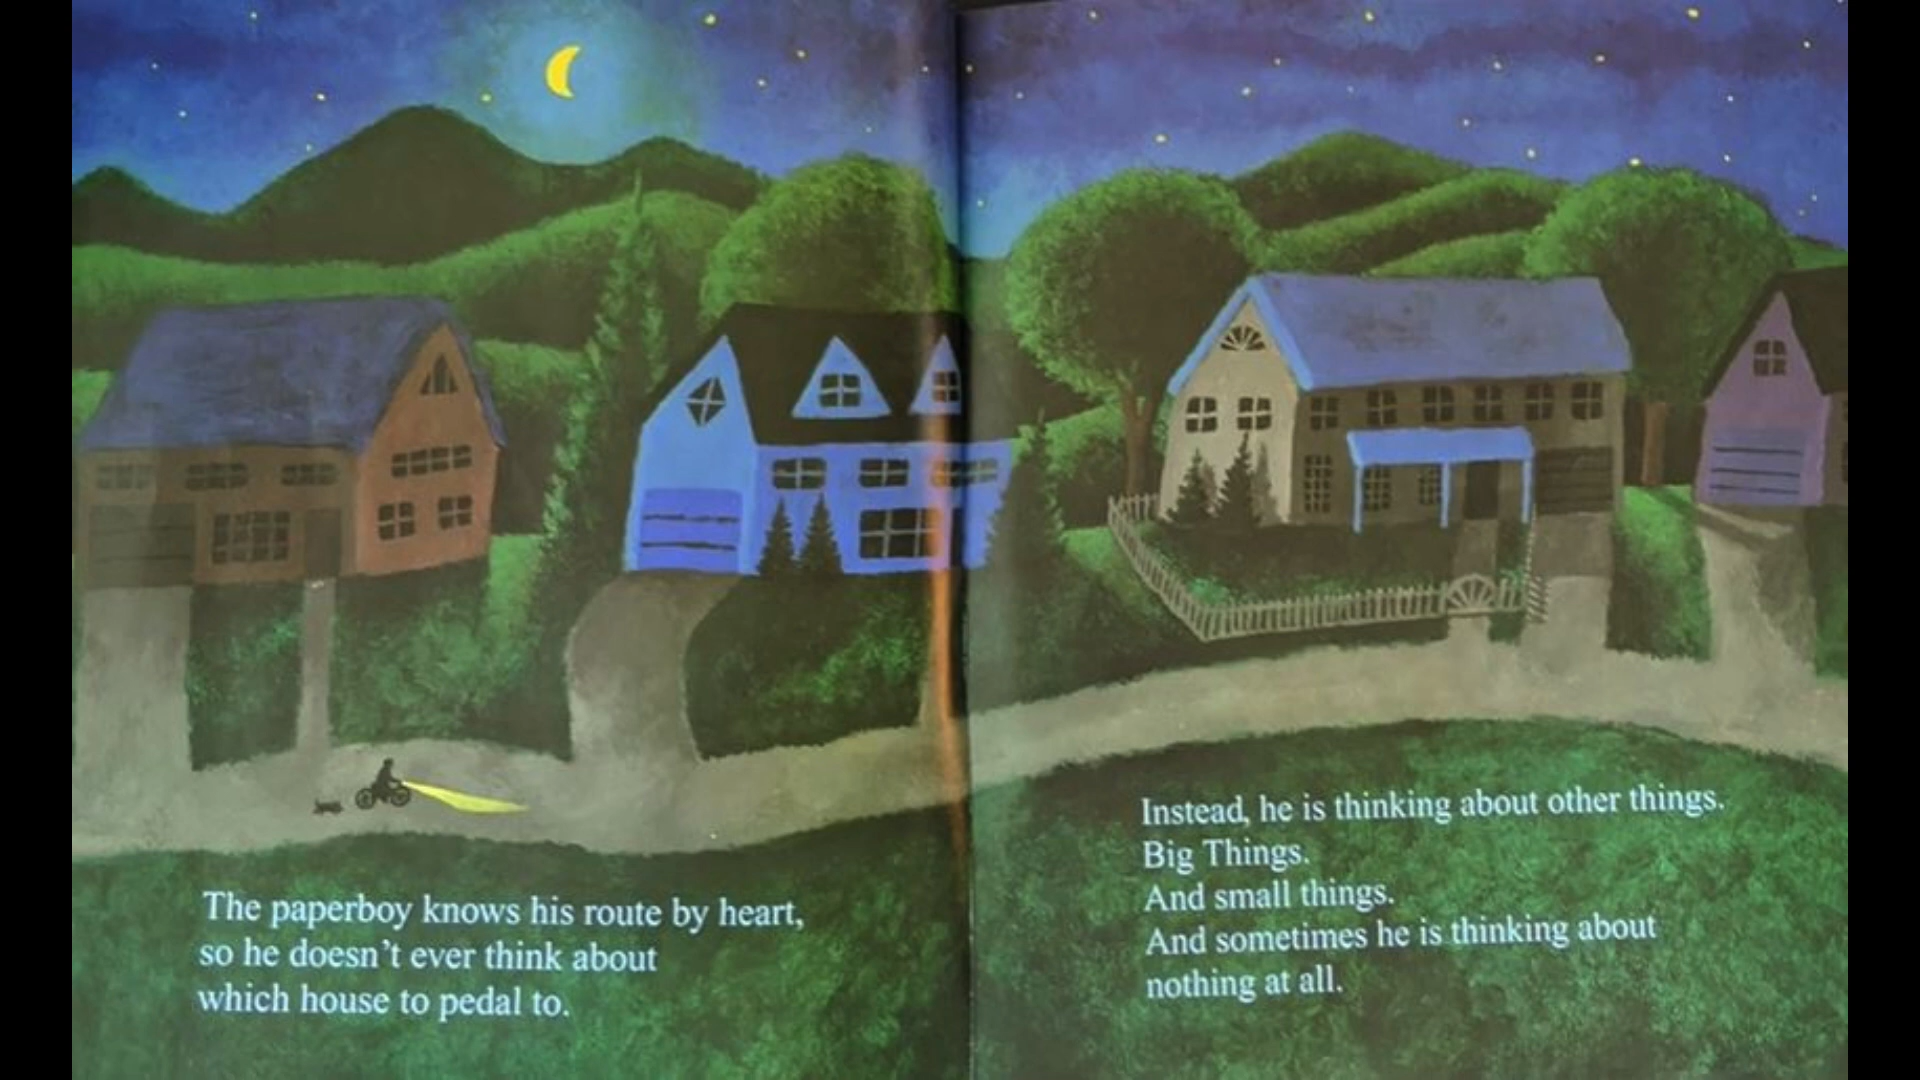 The paperboy knows his route by heart,
so he doesn't ever think about
which house to pedal to.
Instead, he is thinking about other things.
Big Things.
And small things.
And sometimes he is thinking about
nothing at all.